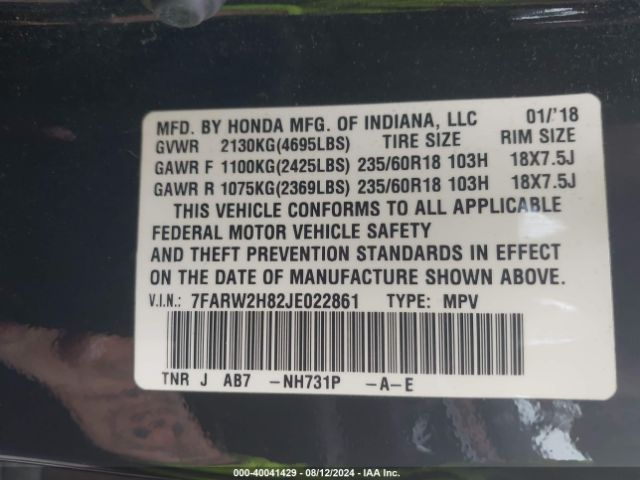 MFD. BY HONDA MFG. OF INDIANA, LLC 01/'18
GVWR 2130KG(4695LBS) TIRE SIZE RIM SIZE
GAWR F 1100KG(2425LBS) 235/60R18 103H 18X7.5J
GAWR R 1075KG(2369LBS) 235/60R18 103H 18X7.5J
THIS VEHICLE CONFORMS TO ALL APPLICABLE
FEDERAL MOTOR VEHICLE SAFETY
AND THEFT PREVENTION STANDARDS IN EFFECT
ON THE DATE OF MANUFACTURE SHOWN ABOVE.
V.I.N.: 7FARW2H82JE022861 TYPE: MPV
TNR J AB7 -NH731P -A-E
000-40041429 - 08/12/2024 - IAA Inc.